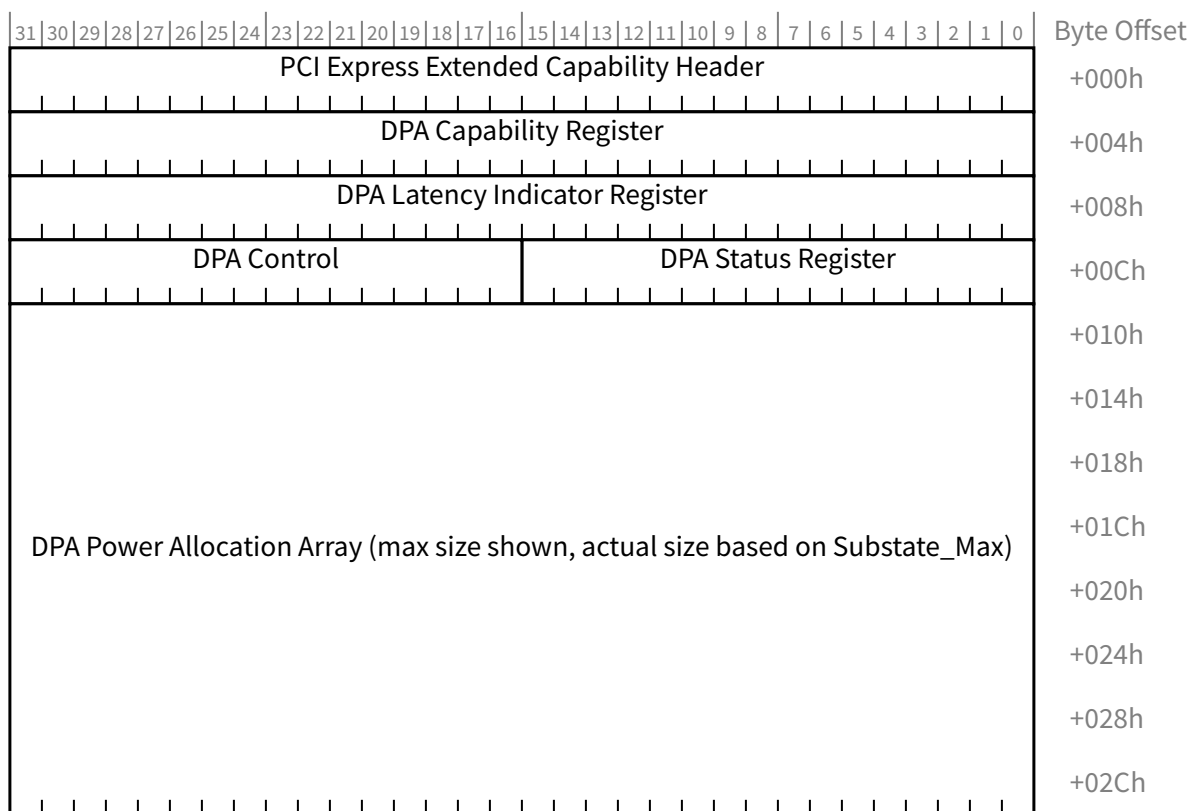 31 30 29 28 27 26 25 24 23 22 21 20 19 18 17 16 15 14 13 12 11 10 9 8 7 6 5 4 3 2 1 0 Byte Offset
PCI Express Extended Capability Header +000h
DPA Capability Register +004h
DPA Latency Indicator Register +008h
DPA Control DPA Status Register +00Ch
+010h
+014h
+018h
+01Ch
DPA Power Allocation Array (max size shown, actual size based on Substate_Max)
+020h
+024h
+028h
+02Ch